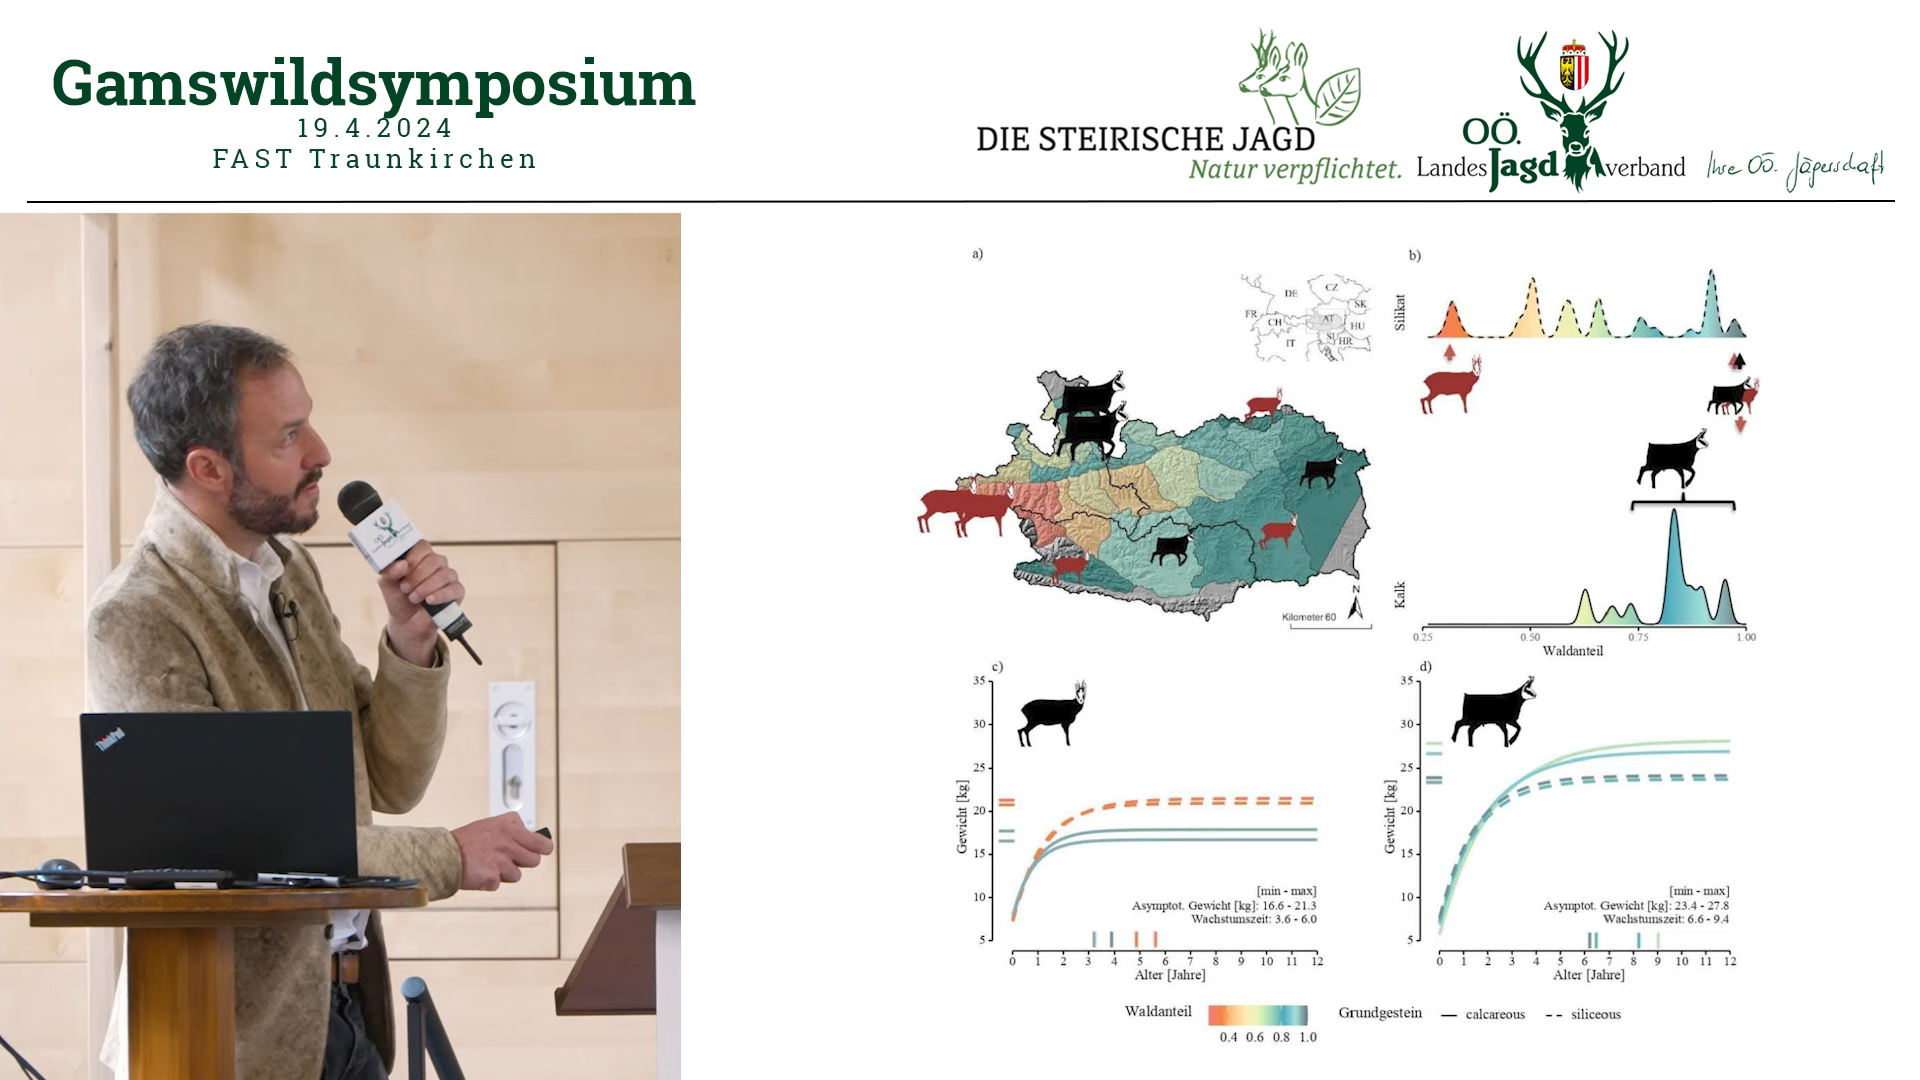 Gamswildsymposium
19.4.2024
FAST Traunkirchen
DIE STEIRISCHE JAGD
Natur verpflichtet.
OÖ.
LandesJagdverband
Ihre OÖ. Jägerschaft
ThinkPad
a)
DE
CZ
FR
SK
CH
AT
HU
IT
SI
HR
N
Kilometer 60
b)
Silikat
Kalk
0.25 0.50 0.75 1.00
Waldanteil
c)
35
30
25
20
15
10
5
Gewicht [kg]
[min - max]
Asymptot. Gewicht [kg]: 16.6 - 21.3
Wachstumszeit: 3.6 - 6.0
0 1 2 3 4 5 6 7 8 9 10 11 12
Alter [Jahre]
d)
35
30
25
20
15
10
5
Gewicht [kg]
[min - max]
Asymptot. Gewicht [kg]: 23.4 - 27.8
Wachstumszeit: 6.6 - 9.4
0 1 2 3 4 5 6 7 8 9 10 11 12
Alter [Jahre]
Waldanteil
0.4 0.6 0.8 1.0
Grundgestein
calcareous
siliceous